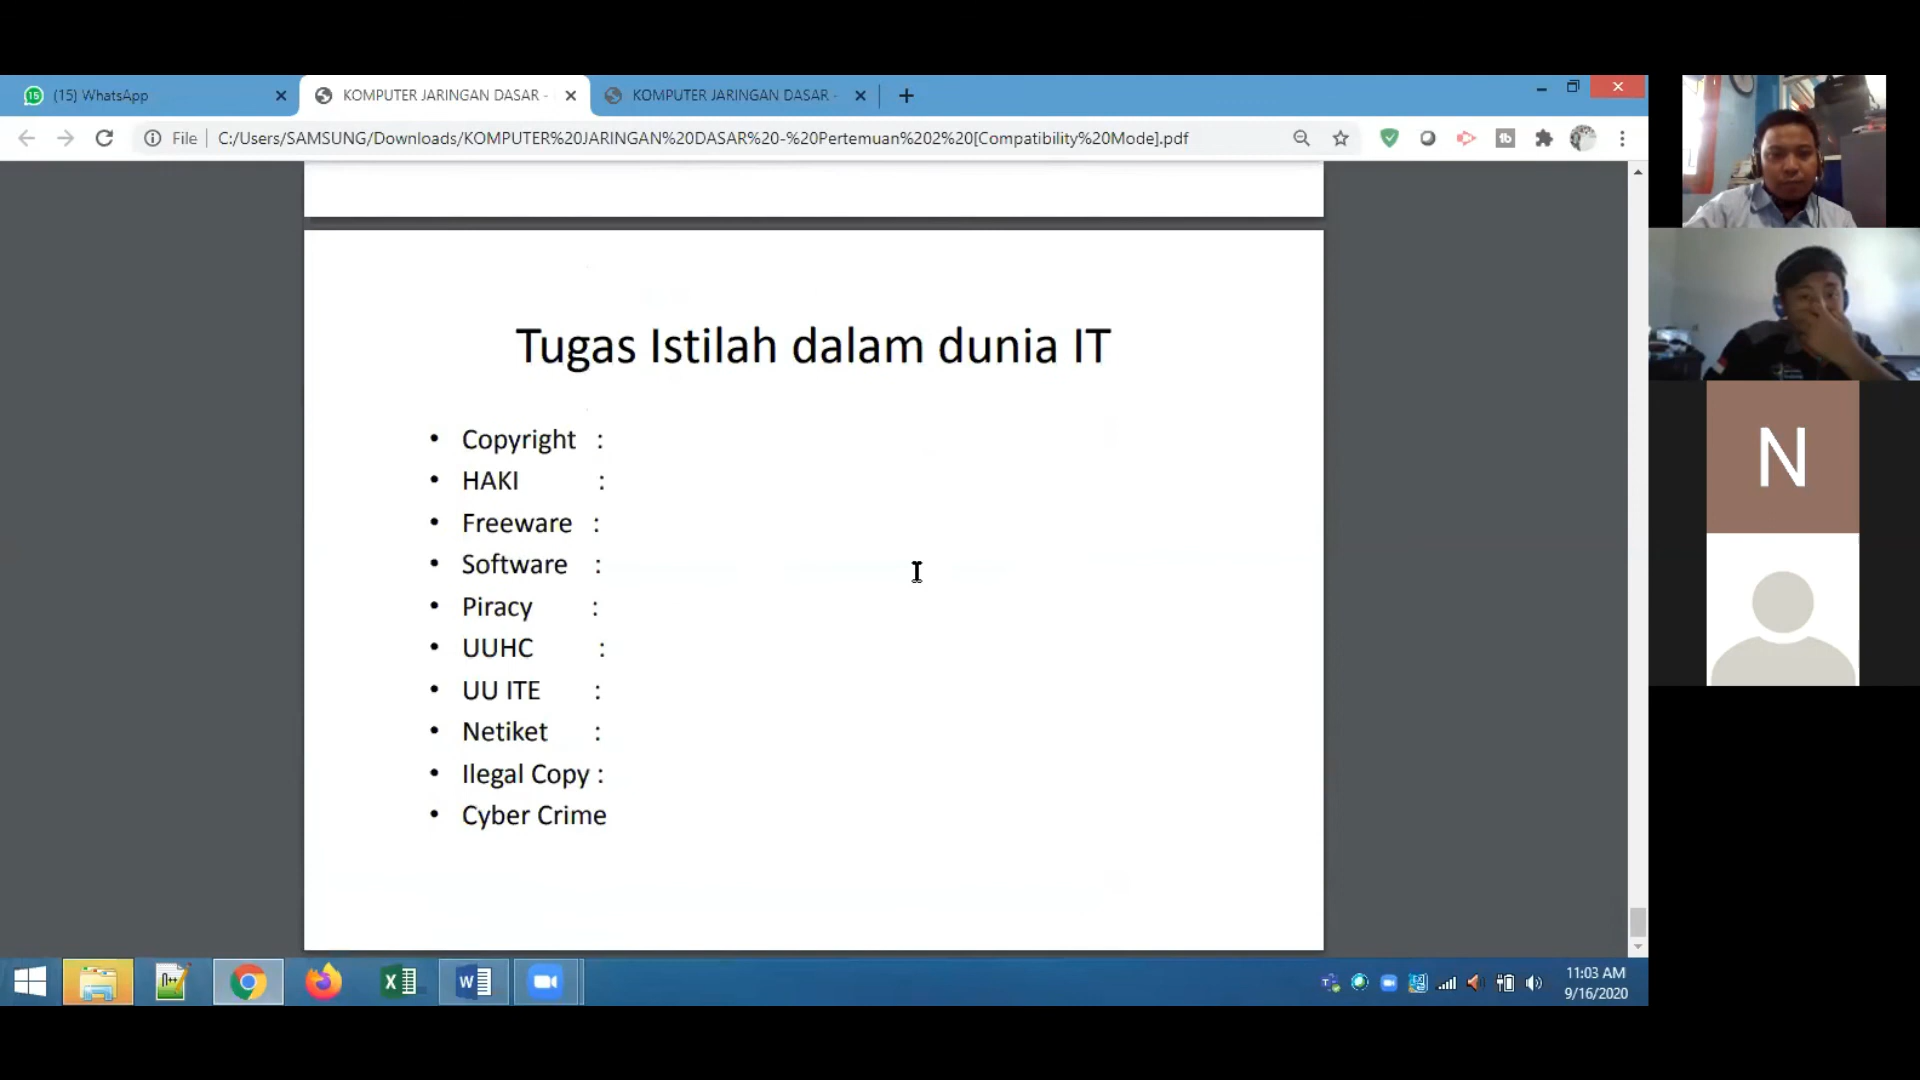 (15) WhatsApp
KOMPUTER JARINGAN DASAR -
KOMPUTER JARINGAN DASAR -
File
C:/Users/SAMSUNG/Downloads/KOMPUTER%20JARINGAN%20DASAR%20-%20Pertemuan%202%20[Compatibility%20Mode].pdf
Tugas Istilah dalam dunia IT
• Copyright :
• HAKI :
• Freeware :
• Software :
• Piracy :
• UUHC :
• UU ITE :
• Netiket :
• Ilegal Copy :
• Cyber Crime
N
11:03 AM
9/16/2020